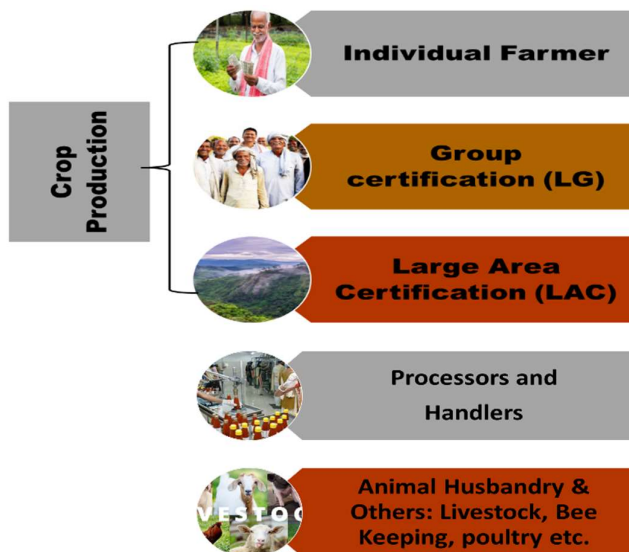 Crop
Production
Individual Farmer
Group
certification (LG)
Large Area
Certification (LAC)
Processors and
Handlers
VESTOC
Animal Husbandry &
Others: Livestock, Bee
Keeping, poultry etc.